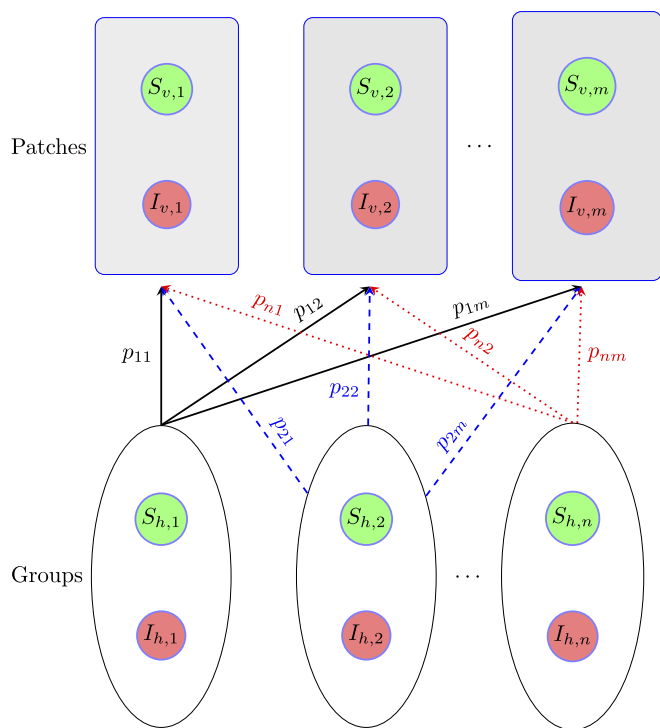 S_{v,1} S_{v,2} S_{v,m}
Patches ...
I_{v,1} I_{v,2} I_{v,m}
p_{n1} p_{12} p_{1m}
p_{11} p_{n2} p_{nm}
p_{22}
p_{21} p_{2m}
S_{h,1} S_{h,2} S_{h,n}
Groups ...
I_{h,1} I_{h,2} I_{h,n}